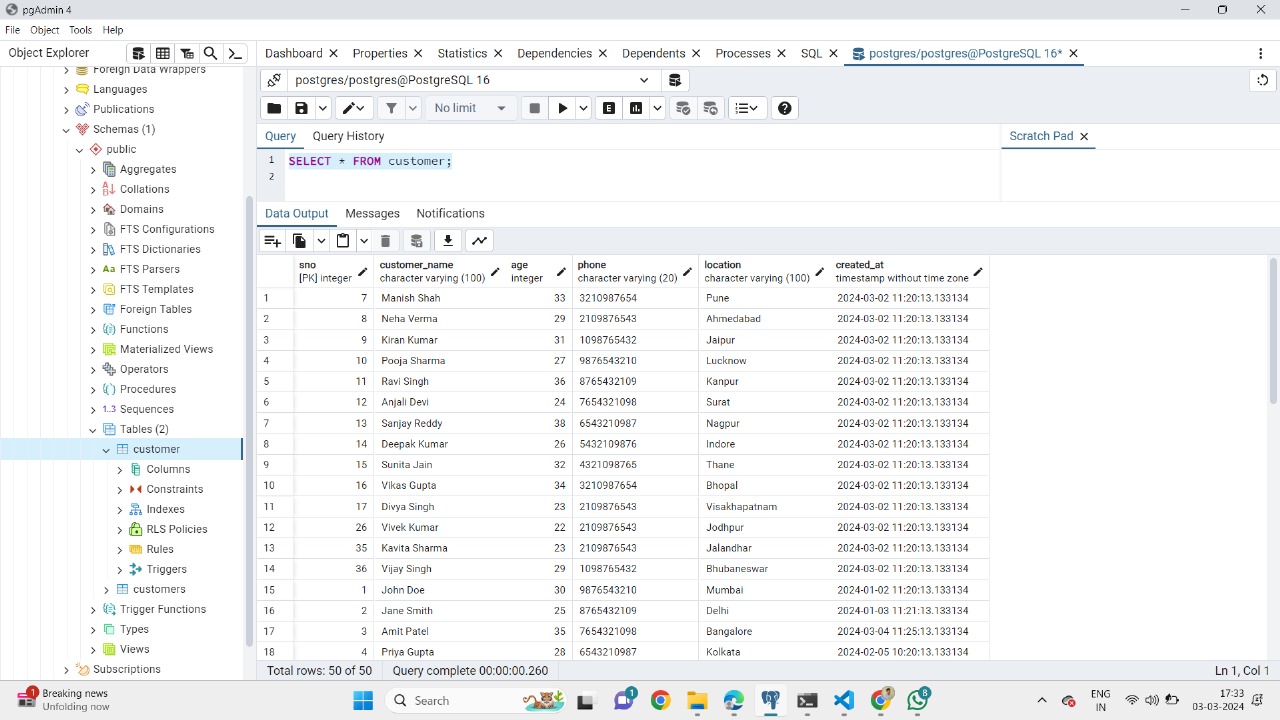 pgAdmin 4
File Object Tools Help
Object Explorer
Dashboard Properties Statistics Dependencies Dependents Processes SQL postgres/postgres@PostgreSQL 16*
Foreign Data Wrappers
Languages
Publications
Schemas (1)
public
Aggregates
Collations
Domains
FTS Configurations
FTS Dictionaries
Aa FTS Parsers
FTS Templates
Foreign Tables
Functions
Materialized Views
Operators
Procedures
1..3 Sequences
Tables (2)
customer
Columns
Constraints
Indexes
RLS Policies
Rules
Triggers
customers
Trigger Functions
Types
Views
Subscriptions
postgres/postgres@PostgreSQL 16
No limit
E
Query Query History
Scratch Pad
1 SELECT * FROM customer;
2
Data Output Messages Notifications
sno customer_name age phone location created_at
[PK] integer character varying (100) integer character varying (20) character varying (100) timestamp without time zone
1 7 Manish Shah 33 3210987654 Pune 2024-03-02 11:20:13.133134
2 8 Neha Verma 29 2109876543 Ahmedabad 2024-03-02 11:20:13.133134
3 9 Kiran Kumar 31 1098765432 Jaipur 2024-03-02 11:20:13.133134
4 10 Pooja Sharma 27 9876543210 Lucknow 2024-03-02 11:20:13.133134
5 11 Ravi Singh 36 8765432109 Kanpur 2024-03-02 11:20:13.133134
6 12 Anjali Devi 24 7654321098 Surat 2024-03-02 11:20:13.133134
7 13 Sanjay Reddy 38 6543210987 Nagpur 2024-03-02 11:20:13.133134
8 14 Deepak Kumar 26 5432109876 Indore 2024-03-02 11:20:13.133134
9 15 Sunita Jain 32 4321098765 Thane 2024-03-02 11:20:13.133134
10 16 Vikas Gupta 34 3210987654 Bhopal 2024-03-02 11:20:13.133134
11 17 Divya Singh 23 2109876543 Visakhapatnam 2024-03-02 11:20:13.133134
12 26 Vivek Kumar 22 2109876543 Jodhpur 2024-03-02 11:20:13.133134
13 35 Kavita Sharma 23 2109876543 Jalandhar 2024-03-02 11:20:13.133134
14 36 Vijay Singh 29 1098765432 Bhubaneswar 2024-03-02 11:20:13.133134
15 1 John Doe 30 9876543210 Mumbai 2024-01-02 11:20:13.133134
16 2 Jane Smith 25 8765432109 Delhi 2024-01-03 11:21:13.133134
17 3 Amit Patel 35 7654321098 Bangalore 2024-03-04 11:25:13.133134
18 4 Priya Gupta 28 6543210987 Kolkata 2024-02-05 10:20:13.133134
Total rows: 50 of 50 Query complete 00:00:00.260 Ln 1, Col 1
1 Breaking news
Unfolding now
Search
1
8
ENG
IN
17:33
03-03-2024